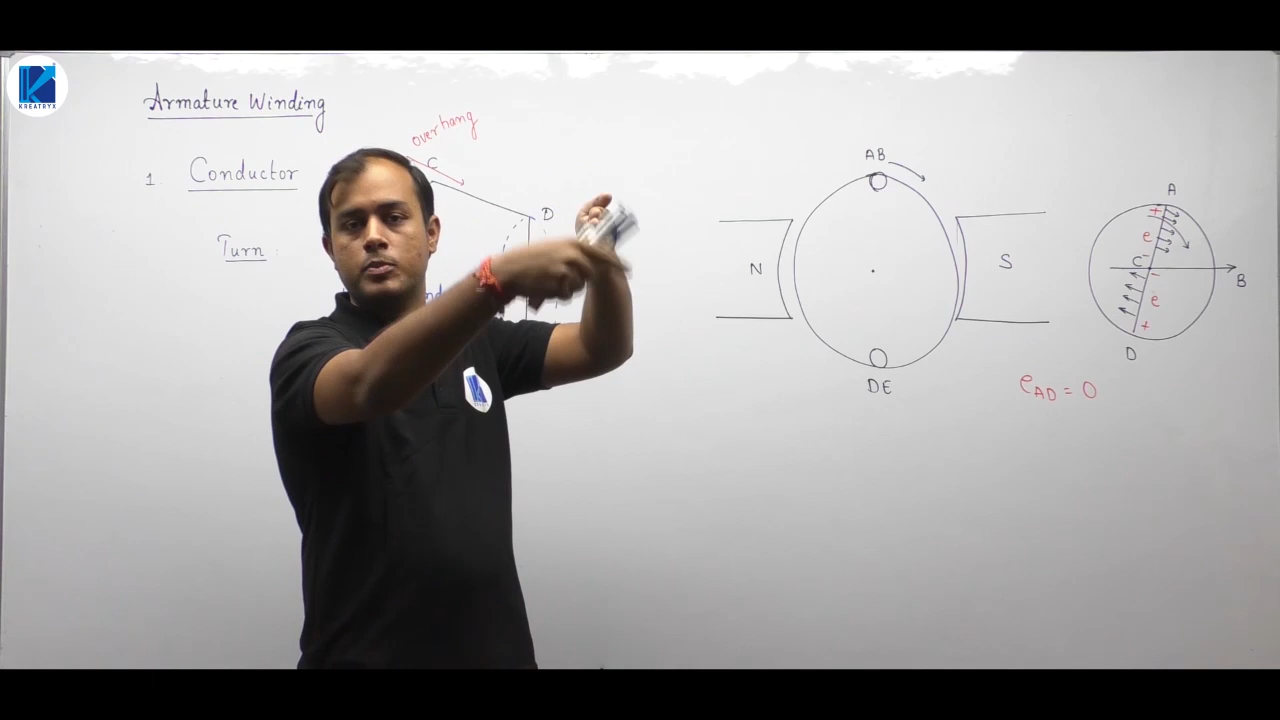 KREATRYX
Armature Winding
overhang
1. Conductor
C
D
Turn
AB
N
S
DE
A
+
e
-
C
-
B
e
+
D
e_AD = 0